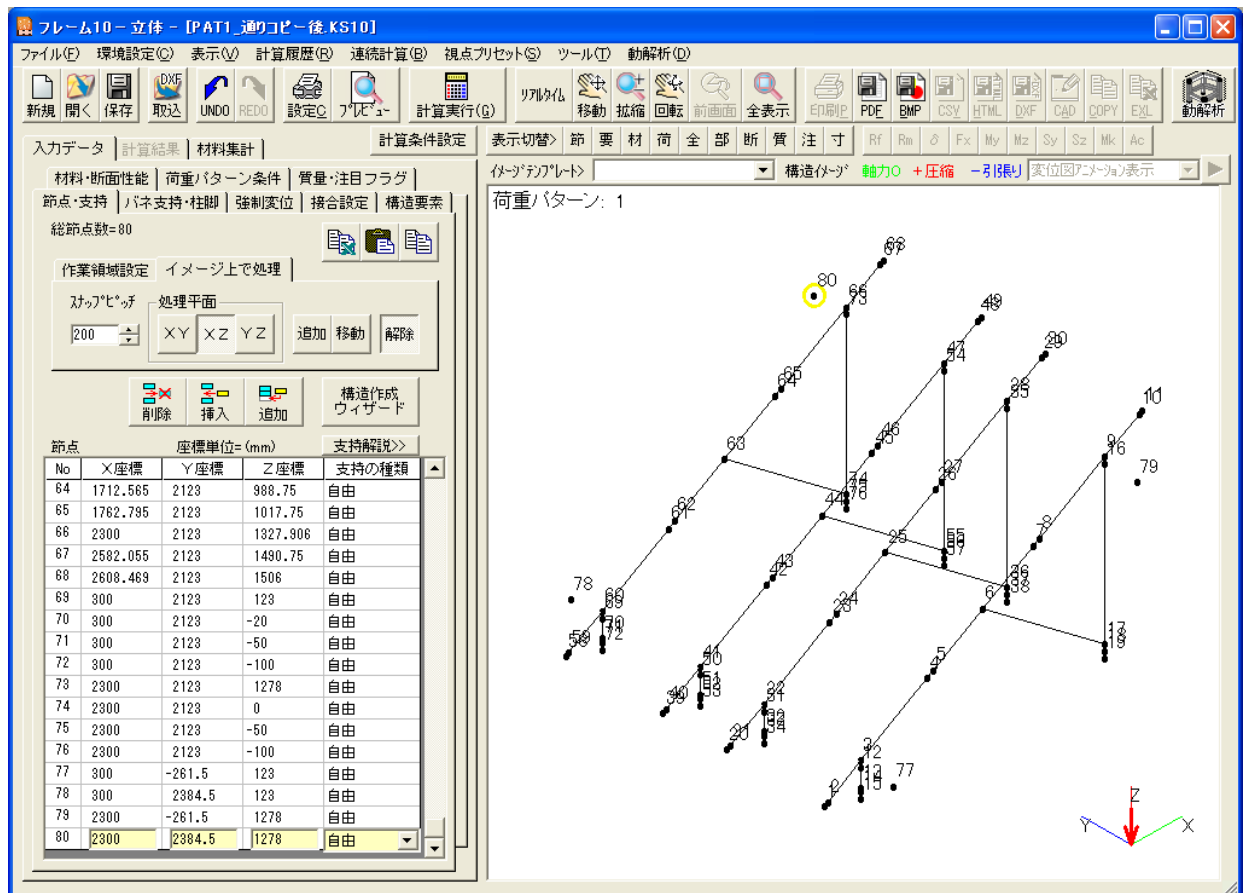 フレーム10－立体 - [PAT1_通りコピー後.KS10]
ファイル(F) 環境設定(C) 表示(V) 計算履歴(R) 連続計算(B) 視点プリセット(S) ツール(T) 動解析(D)
新規 開く 保存 DXF 取込 UNDO REDO 設定C プレビュー 計算実行(G) リアルタイム 移動 拡縮 回転 前画面 全表示 印刷P PDF BMP CSV HTML DXF CAD COPY EXL 動解析
入力データ 計算結果 材料集計 計算条件設定 表示切替> 節 要 材 荷 全 部 断 質 注 寸 Rf Rm δ Fx My Mz Sy Sz Mk Ac
イメージテンプレート> 構造イメージ 軸力0 +圧縮 -引張り 変位図アニメーション表示
材料・断面性能 荷重パターン条件 質量・注目フラグ
節点・支持 バネ支持・柱脚 強制変位 接合設定 構造要素
荷重パターン: 1
総節点数=80
作業領域設定 イメージ上で処理
スナップピッチ 処理平面
200 XY XZ YZ 追加 移動 解除
削除 挿入 追加 構造作成
ウィザード
節点 座標単位=(mm) 支持解説>>
No X座標 Y座標 Z座標 支持の種類
64 1712.565 2123 988.75 自由
65 1762.795 2123 1017.75 自由
66 2300 2123 1327.906 自由
67 2582.055 2123 1490.75 自由
68 2608.469 2123 1506 自由
69 300 2123 123 自由
70 300 2123 -20 自由
71 300 2123 -50 自由
72 300 2123 -100 自由
73 2300 2123 1278 自由
74 2300 2123 0 自由
75 2300 2123 -50 自由
76 2300 2123 -100 自由
77 300 -261.5 123 自由
78 300 2384.5 123 自由
79 2300 -261.5 1278 自由
80 2300 2384.5 1278 自由
80
63
79
78
25
6
77
Z
Y X